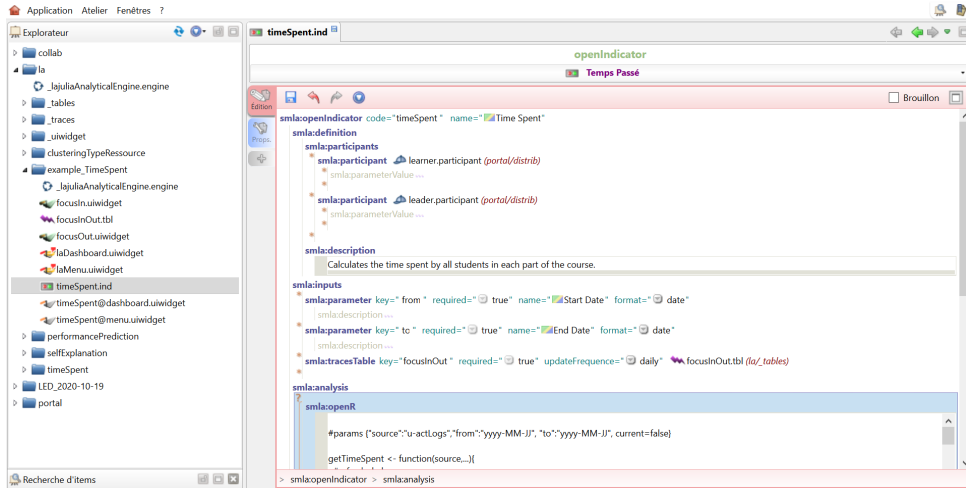 Application Atelier Fenêtres ?
Explorateur
collab
la
_lajuliaAnalyticalEngine.engine
_tables
_traces
_uiwidget
clusteringTypeRessource
example_TimeSpent
_lajuliaAnalyticalEngine.engine
focusIn.uiwidget
focusInOut.tbl
focusOut.uiwidget
laDashboard.uiwidget
laMenu.uiwidget
timeSpent.ind
timeSpent@dashboard.uiwidget
timeSpent@menu.uiwidget
performancePrediction
selfExplanation
timeSpent
LED_2020-10-19
portal
Recherche d'items
timeSpent.ind
openIndicator
Temps Passé
Edition
Props.
Brouillon
smla:openIndicator code="timeSpent " name="Time Spent"
smla:definition
smla:participants
smla:participant learner.participant (portal/distrib)
smla:parameterValue ...
smla:participant leader.participant (portal/distrib)
smla:parameterValue ...
smla:description
Calculates the time spent by all students in each part of the course.
smla:inputs
smla:parameter key=" from " required=" true" name="Start Date" format=" date"
smla:description ...
smla:parameter key=" to " required=" true" name="End Date" format=" date"
smla:description ...
smla:tracesTable key="focusInOut " required=" true" updateFrequence=" daily" focusInOut.tbl (la/_tables)
smla:analysis
?
smla:openR
#params {"source":"u-actLogs","from":"yyyy-MM-JJ", "to":"yyyy-MM-JJ", current=false}
getTimeSpent <- function(source,...){
> smla:openIndicator > smla:analysis